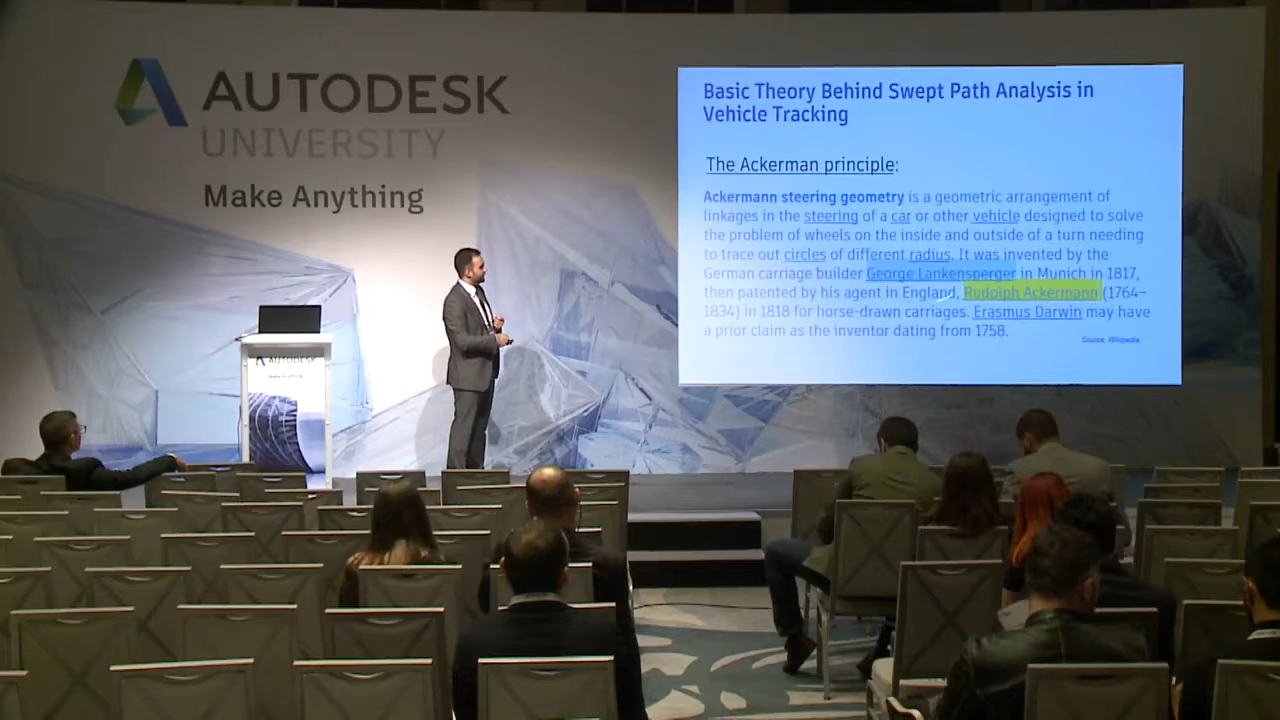 AUTODESK
UNIVERSITY
Make Anything
Basic Theory Behind Swept Path Analysis in
Vehicle Tracking
The Ackerman principle:
Ackermann steering geometry is a geometric arrangement of
linkages in the steering of a car or other vehicle designed to solve
the problem of wheels on the inside and outside of a turn needing
to trace out circles of different radius. It was invented by the
German carriage builder George Lankensperger in Munich in 1817,
then patented by his agent in England, Rudolph Ackermann (1764–
1834) in 1818 for horse-drawn carriages. Erasmus Darwin may have
a prior claim as the inventor dating from 1758.
Source: Wikipedia
AUTODESK
Make Anything